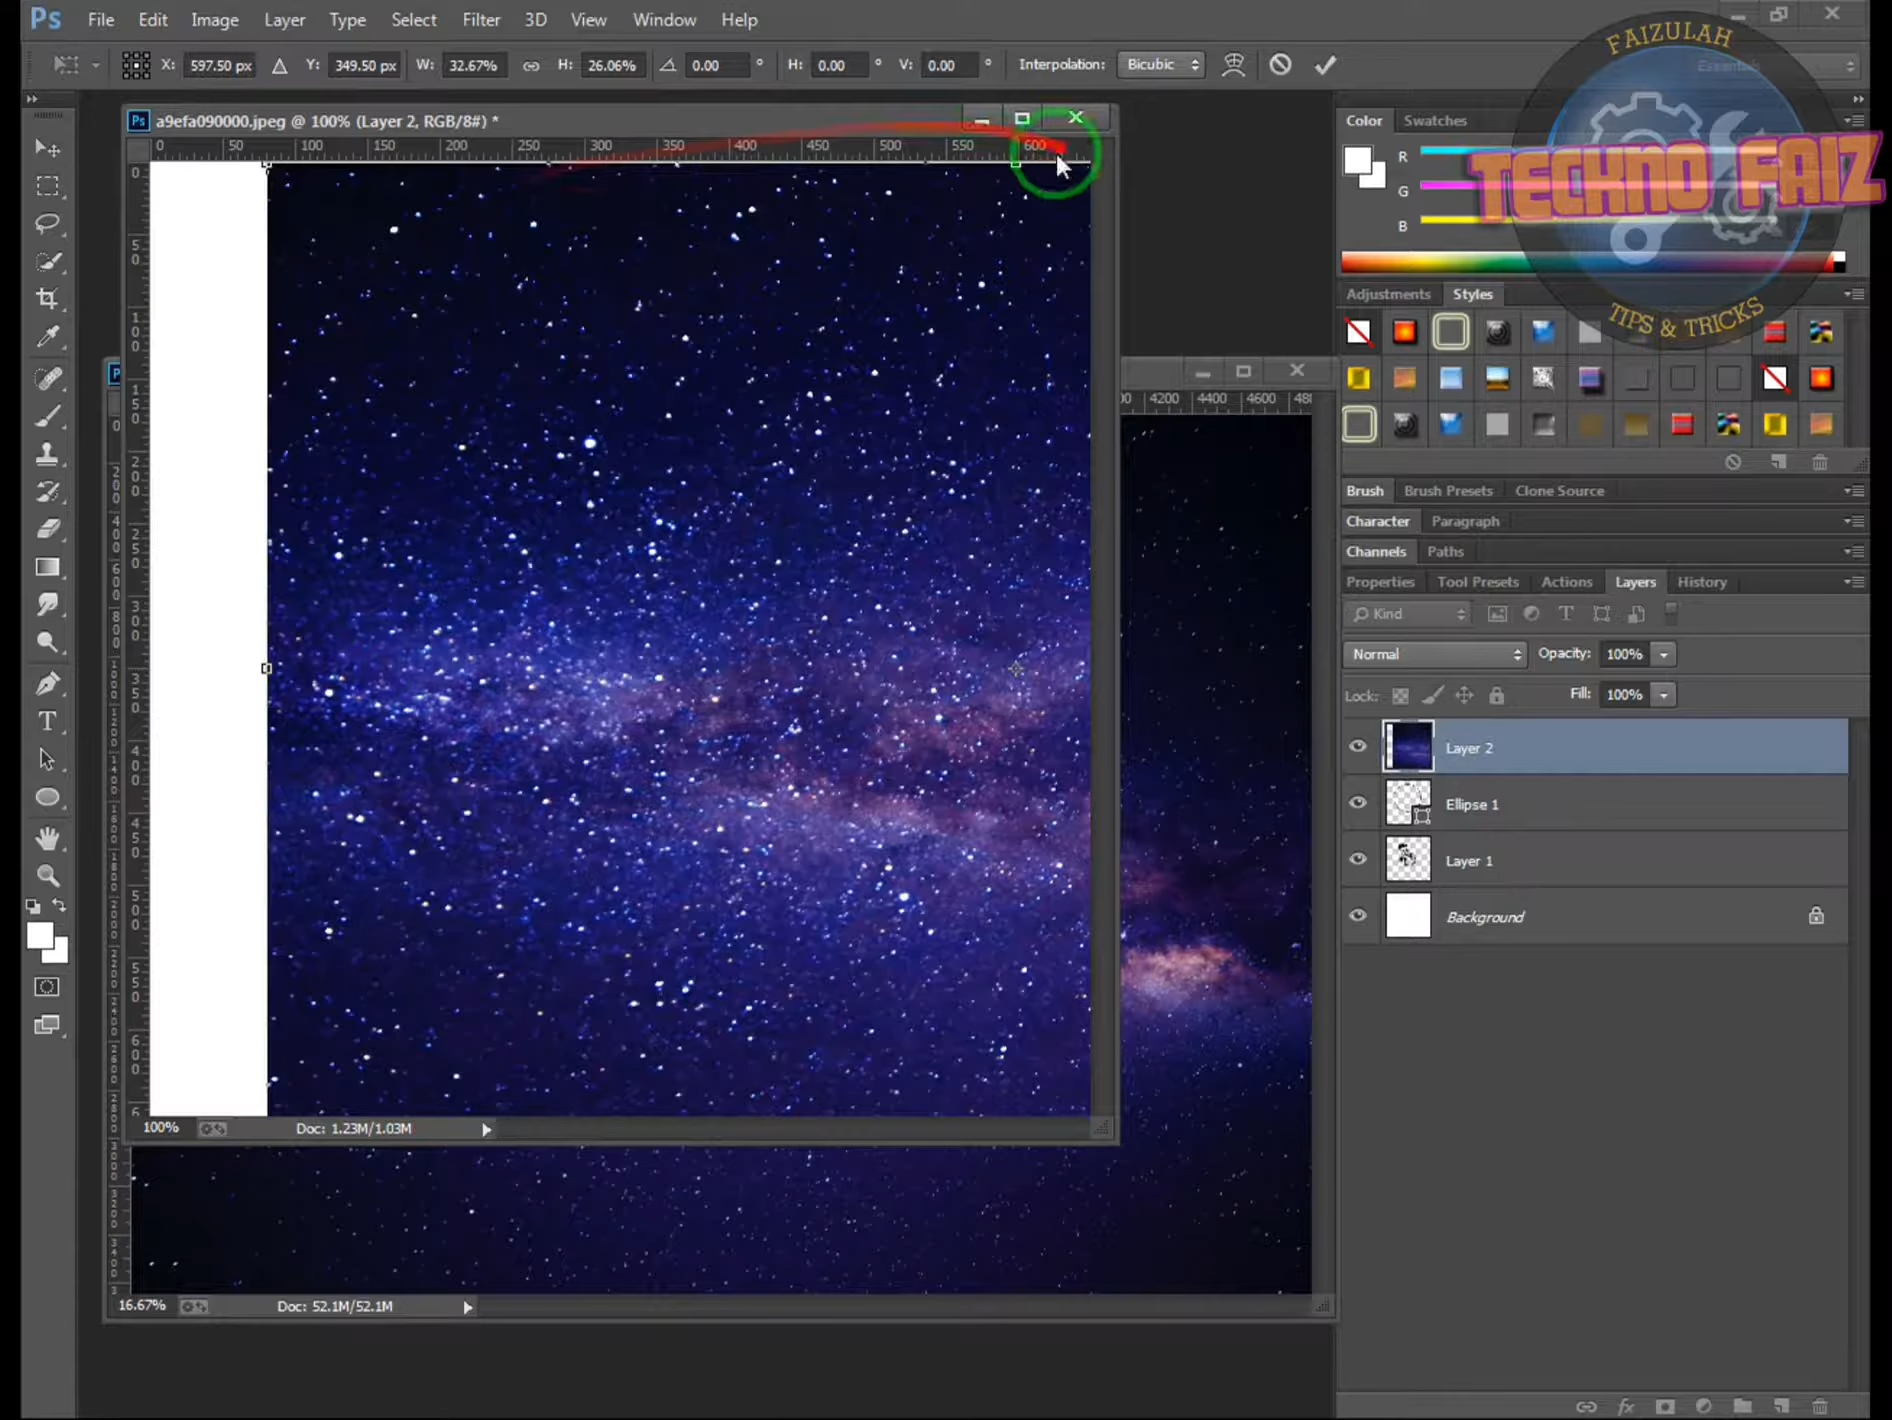 Ps File Edit Image Layer Type Select Filter 3D View Window Help
X: 597.50 px Y: 349.50 px W: 32.67% H: 26.06% 0.00 ° H: 0.00 ° V: 0.00 ° Interpolation: Bicubic Essentials
FAIZULAH
TECKNO FAIZ
TIPS & TRICKS
Ps a9efa090000.jpeg @ 100% (Layer 2, RGB/8#) *
0 50 100 150 200 250 300 350 400 450 500 550 600
Color Swatches
R
G
B
Adjustments Styles
4200 4400 4600
Brush Brush Presets Clone Source
Character Paragraph
Channels Paths
Properties Tool Presets Actions Layers History
Kind
Normal Opacity: 100%
Lock: Fill: 100%
Layer 2
Ellipse 1
Layer 1
Background
100% Doc: 1.23M/1.03M
16.67% Doc: 52.1M/52.1M